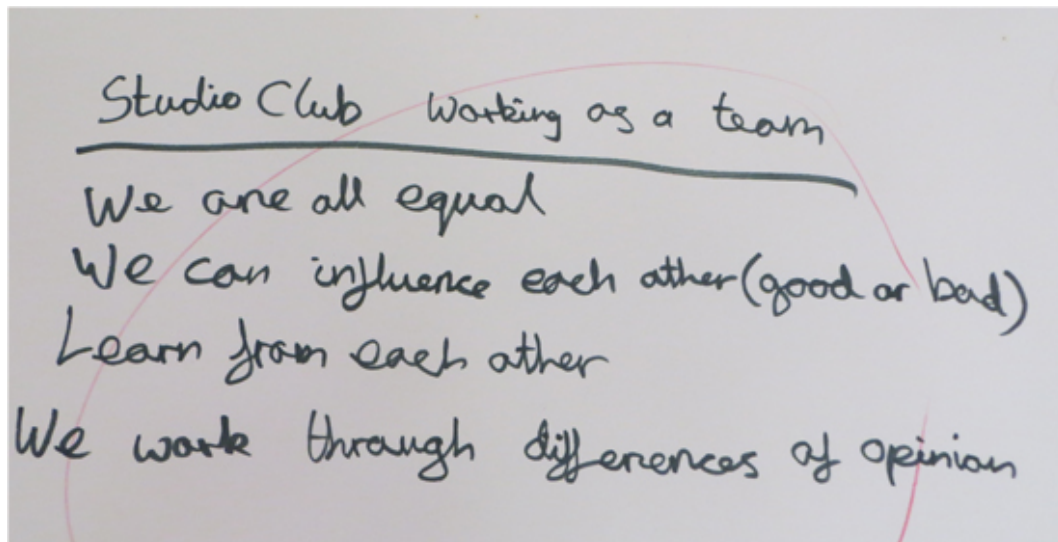 Studio Club Working as a team
We are all equal
We can influence each other (good or bad)
Learn from each other
We work through differences of opinion